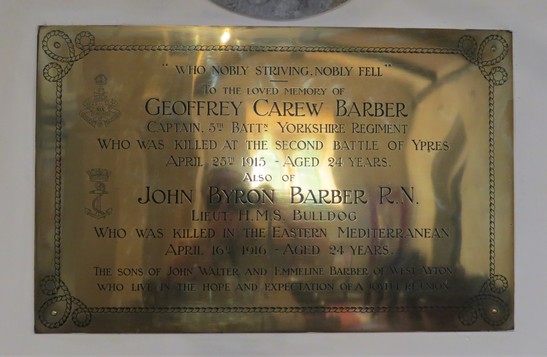 "WHO NOBLY STRIVING, NOBLY FELL"
TO THE LOVED MEMORY OF
GEOFFREY CAREW BARBER
CAPTAIN, 5TH BATTN YORKSHIRE REGIMENT
WHO WAS KILLED AT THE SECOND BATTLE OF YPRES
APRIL 25TH 1915 - AGED 24 YEARS.
ALSO OF
JOHN BYRON BARBER R.N.
LIEUT. H.M.S. BULLDOG
WHO WAS KILLED IN THE EASTERN MEDITERRANEAN
APRIL 16TH 1916 - AGED 24 YEARS
THE SONS OF JOHN WALTER AND EMMELINE BARBER OF WEST AYTON
WHO LIVE IN THE HOPE AND EXPECTATION OF A REUNION